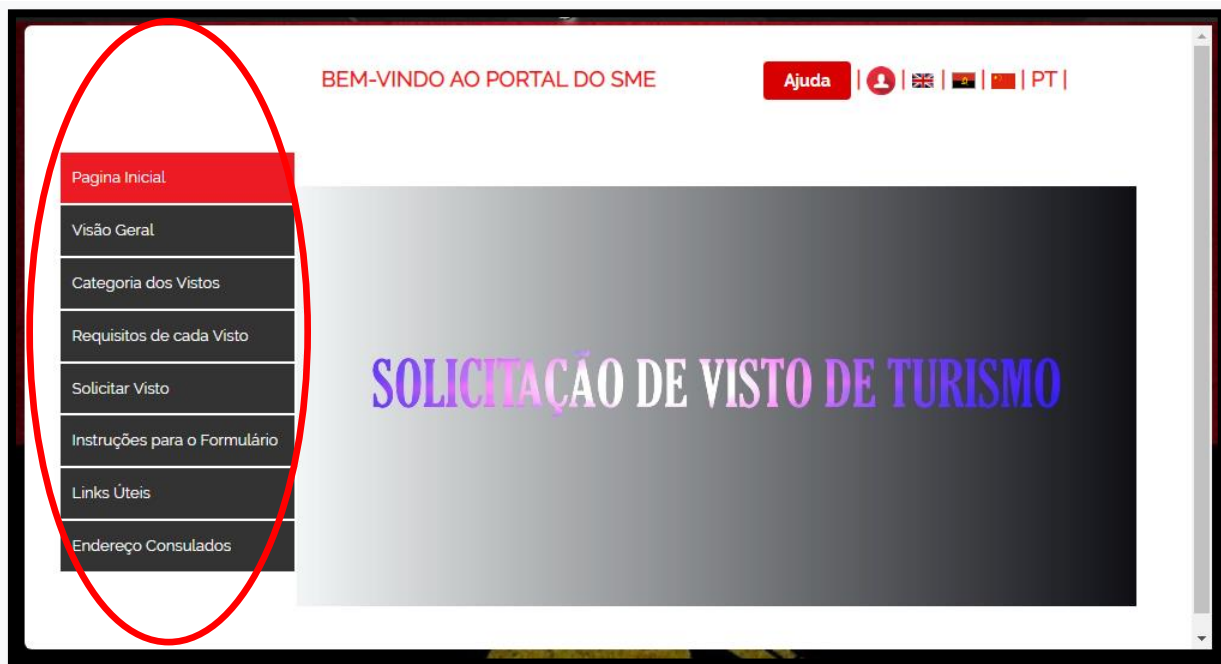 BEM-VINDO AO PORTAL DO SME
Ajuda | | | | | PT |
Pagina Inicial
Visão Geral
Categoria dos Vistos
Requisitos de cada Visto
Solicitar Visto
Instruções para o Formulário
Links Úteis
Endereço Consulados
SOLICITAÇÃO DE VISTO DE TURISMO